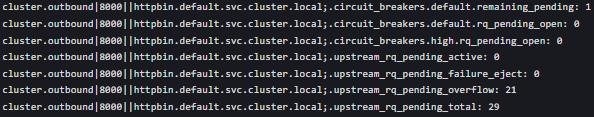 cluster.outbound|8000||httpbin.default.svc.cluster.local;.circuit_breakers.default.remaining_pending: 1
cluster.outbound|8000||httpbin.default.svc.cluster.local;.circuit_breakers.default.rq_pending_open: 0
cluster.outbound|8000||httpbin.default.svc.cluster.local;.circuit_breakers.high.rq_pending_open: 0
cluster.outbound|8000||httpbin.default.svc.cluster.local;.upstream_rq_pending_active: 0
cluster.outbound|8000||httpbin.default.svc.cluster.local;.upstream_rq_pending_failure_eject: 0
cluster.outbound|8000||httpbin.default.svc.cluster.local;.upstream_rq_pending_overflow: 21
cluster.outbound|8000||httpbin.default.svc.cluster.local;.upstream_rq_pending_total: 29